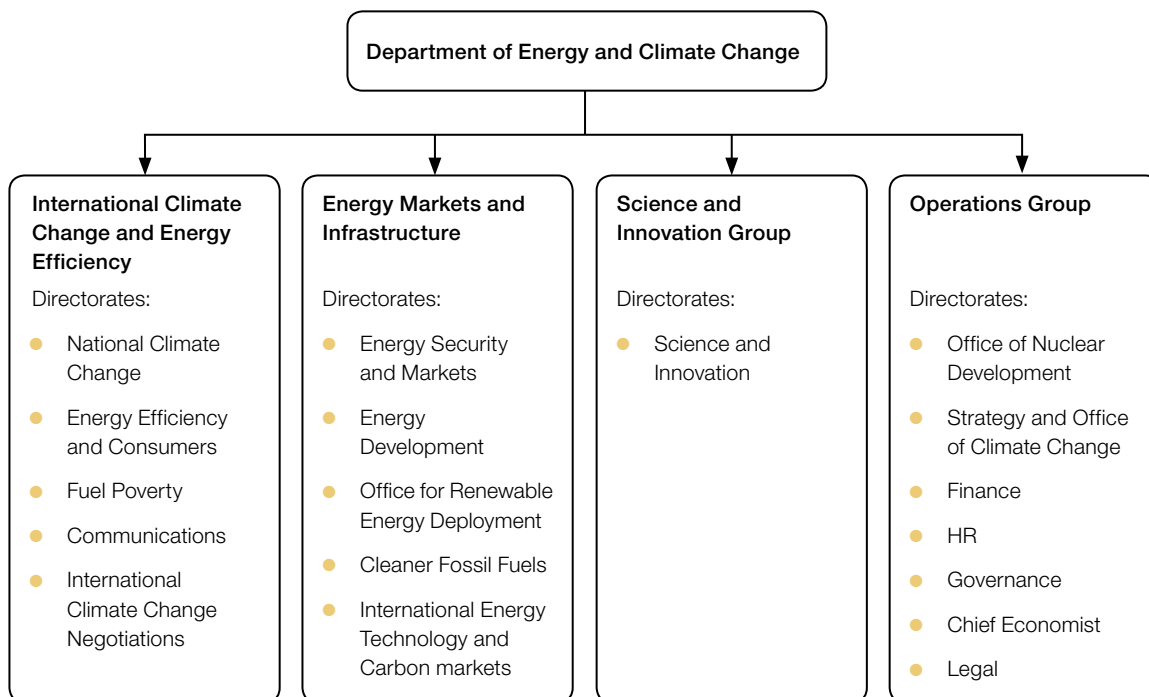 Department of Energy and Climate Change
International Climate
Change and Energy
Efficiency
Directorates:
National Climate
Change
Energy Efficiency
and Consumers
Fuel Poverty
Communications
International
Climate Change
Negotiations
Energy Markets and
Infrastructure
Directorates:
Energy Security
and Markets
Energy
Development
Office for Renewable
Energy Deployment
Cleaner Fossil Fuels
International Energy
Technology and
Carbon markets
Science and
Innovation Group
Directorates:
Science and
Innovation
Operations Group
Directorates:
Office of Nuclear
Development
Strategy and Office
of Climate Change
Finance
HR
Governance
Chief Economist
Legal